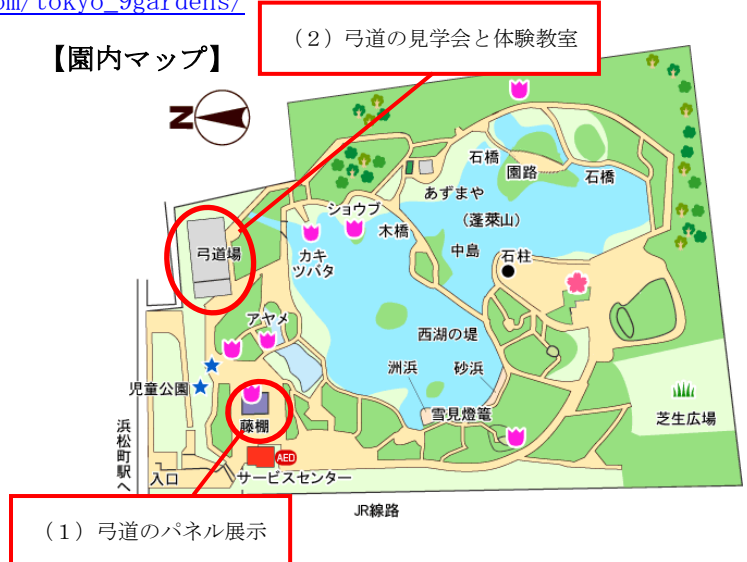 om/tokyo_9gardens/
【園内マップ】
（２）弓道の見学会と体験教室
N
石橋
園路
石橋
あずまや
ショウブ
（蓬莱山）
木橋
弓道場
カキ
ツバタ
中島
石柱
アヤメ
西湖の堤
洲浜
砂浜
児童公園
雪見燈篭
芝生広場
藤棚
浜松町駅へ
AED
入口
サービスセンター
JR線路
（１）弓道のパネル展示